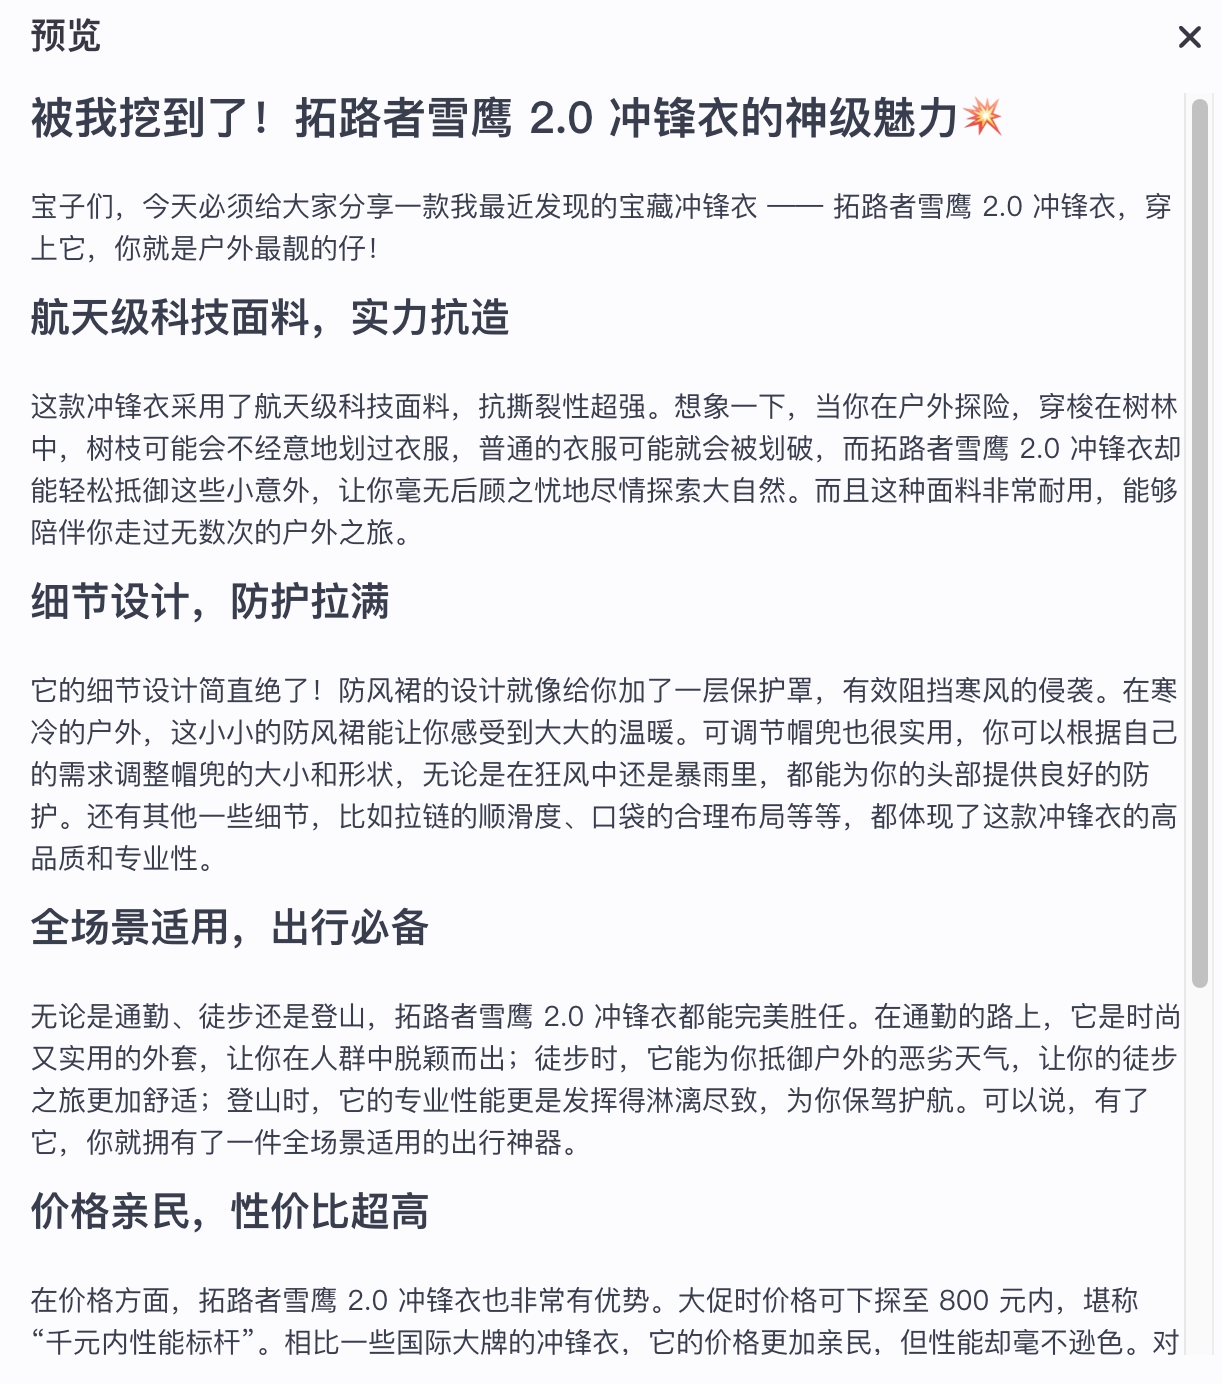 预览
被我挖到了！拓路者雪鹰 2.0 冲锋衣的神级魅力💥
宝子们，今天必须给大家分享一款我最近发现的宝藏冲锋衣 —— 拓路者雪鹰 2.0 冲锋衣，穿
上它，你就是户外最靓的仔！
航天级科技面料，实力抗造
这款冲锋衣采用了航天级科技面料，抗撕裂性超强。想象一下，当你在户外探险，穿梭在树林
中，树枝可能会不经意地划过衣服，普通的衣服可能就会被划破，而拓路者雪鹰 2.0 冲锋衣却
能轻松抵御这些小意外，让你毫无后顾之忧地尽情探索大自然。而且这种面料非常耐用，能够
陪伴你走过无数次的户外之旅。
细节设计，防护拉满
它的细节设计简直绝了！防风裙的设计就像给你加了一层保护罩，有效阻挡寒风的侵袭。在寒
冷的户外，这小小的防风裙能让你感受到大大的温暖。可调节帽兜也很实用，你可以根据自己
的需求调整帽兜的大小和形状，无论是在狂风中还是暴雨里，都能为你的头部提供良好的防
护。还有其他一些细节，比如拉链的顺滑度、口袋的合理布局等等，都体现了这款冲锋衣的高
品质和专业性。
全场景适用，出行必备
无论是通勤、徒步还是登山，拓路者雪鹰 2.0 冲锋衣都能完美胜任。在通勤的路上，它是时尚
又实用的外套，让你在人群中脱颖而出；徒步时，它能为你抵御户外的恶劣天气，让你的徒步
之旅更加舒适；登山时，它的专业性能更是发挥得淋漓尽致，为你保驾护航。可以说，有了
它，你就拥有了一件全场景适用的出行神器。
价格亲民，性价比超高
在价格方面，拓路者雪鹰 2.0 冲锋衣也非常有优势。大促时价格可下探至 800 元内，堪称
“千元内性能标杆”。相比一些国际大牌的冲锋衣，它的价格更加亲民，但性能却毫不逊色。对